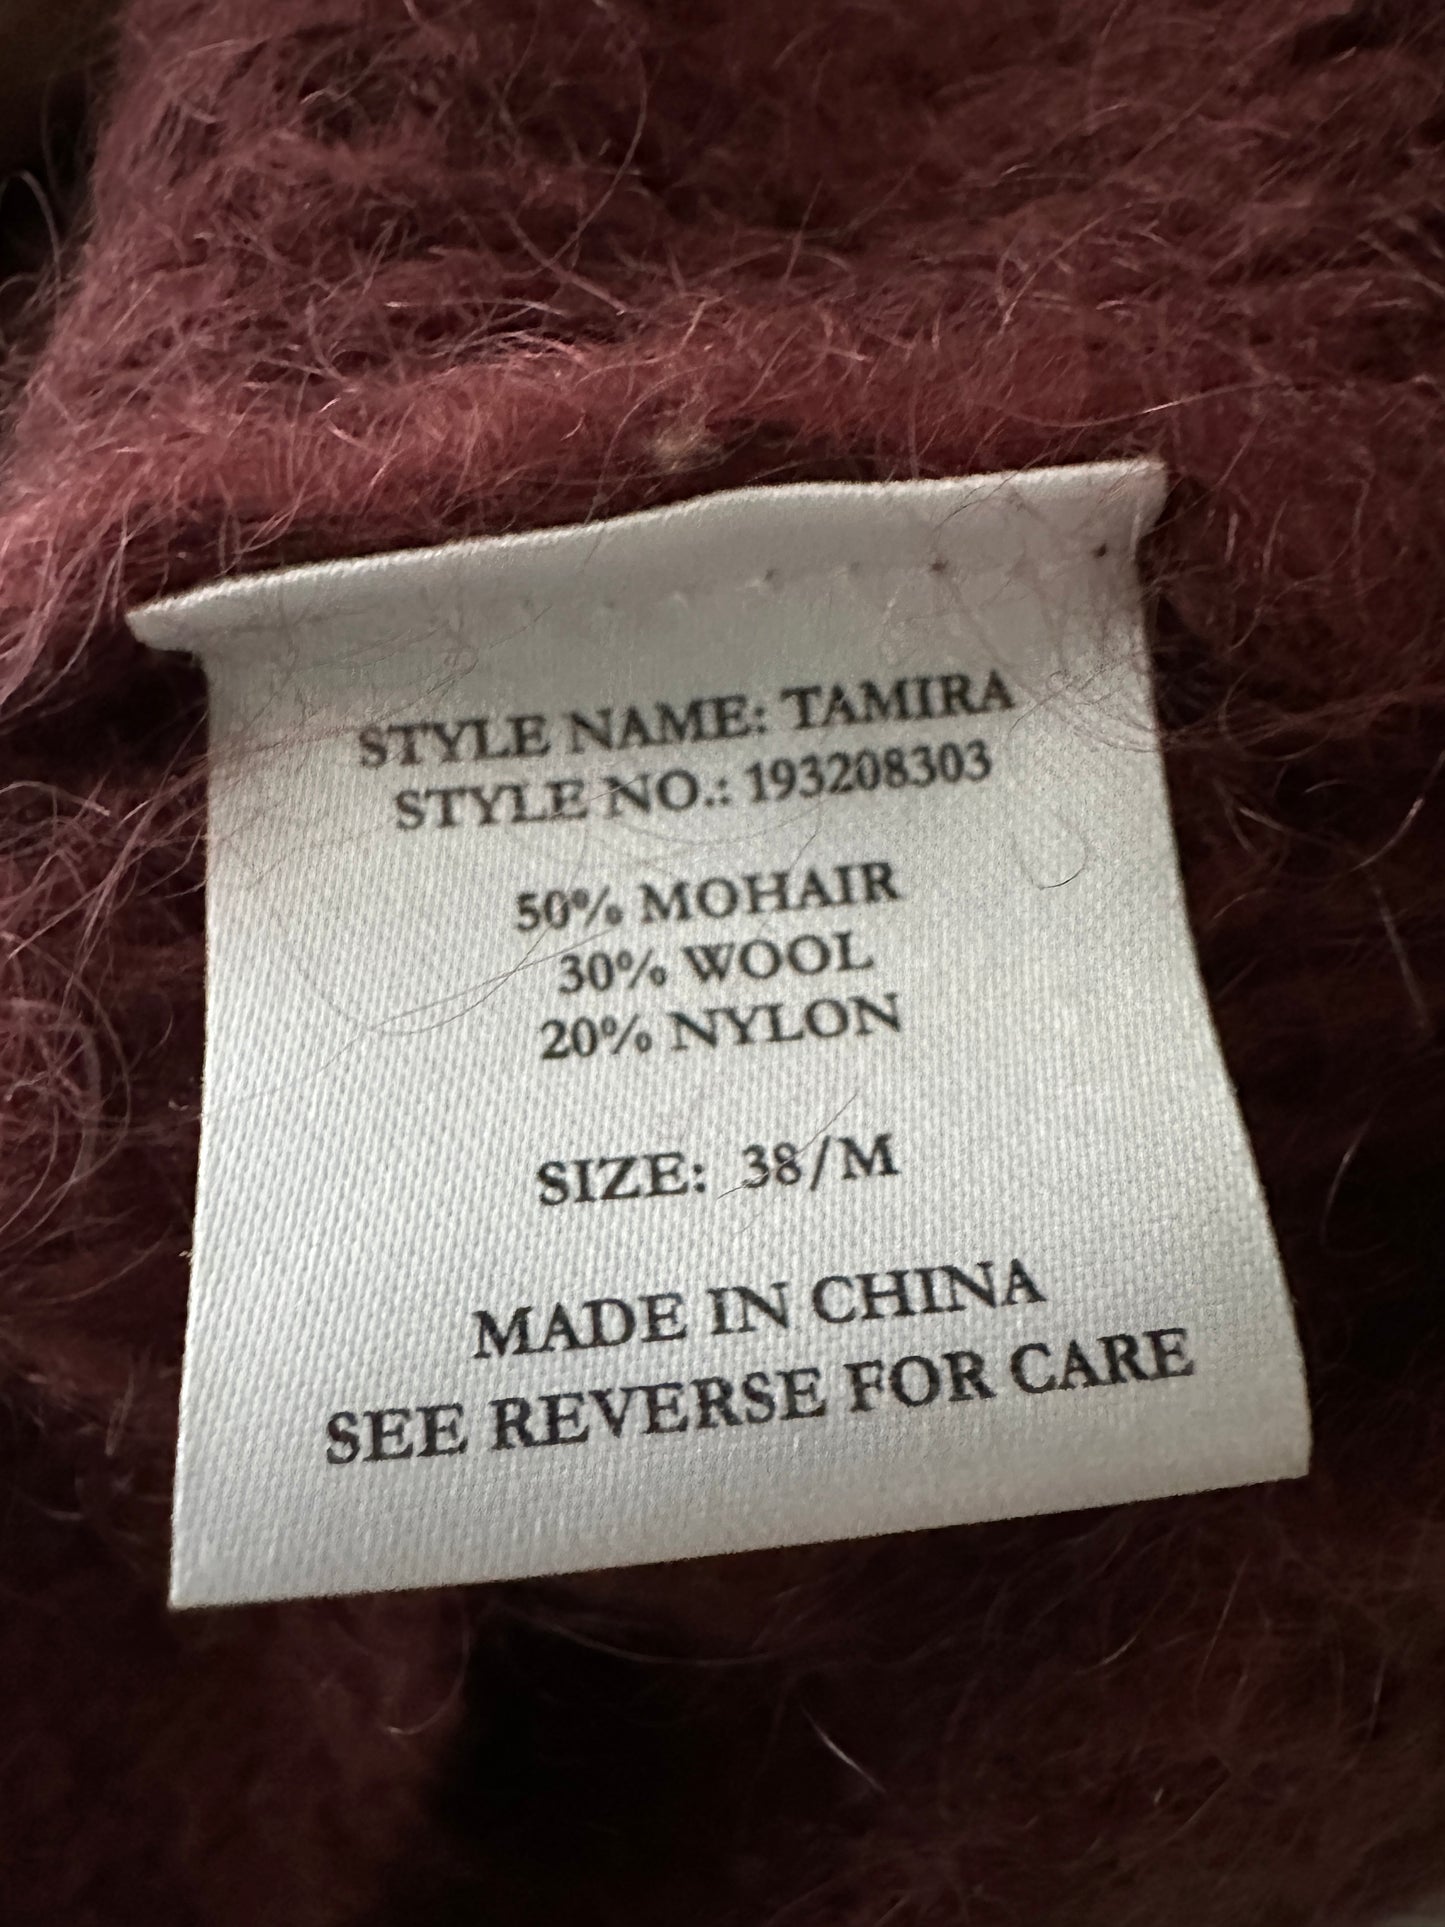 STYLE NAME: TAMIRA
STYLE NO.: 193208303
50% MOHAIR
30% WOOL
20% NYLON
SIZE: 38/M
MADE IN CHINA
SEE REVERSE FOR CARE